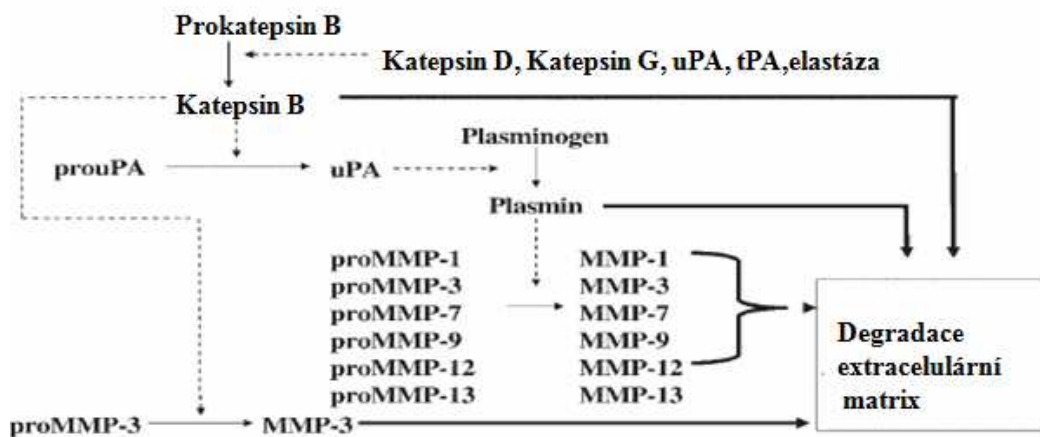 Prokatepsin B
Katepsin D, Katepsin G, uPA, tPA,elastáza
Katepsin B
Plasminogen
prouPA uPA
Plasmin
proMMP-1 MMP-1
proMMP-3 MMP-3
proMMP-7 MMP-7
proMMP-9 MMP-9
proMMP-12 MMP-12
proMMP-13 MMP-13
Degradace
extracelulární
matrix
proMMP-3 MMP-3